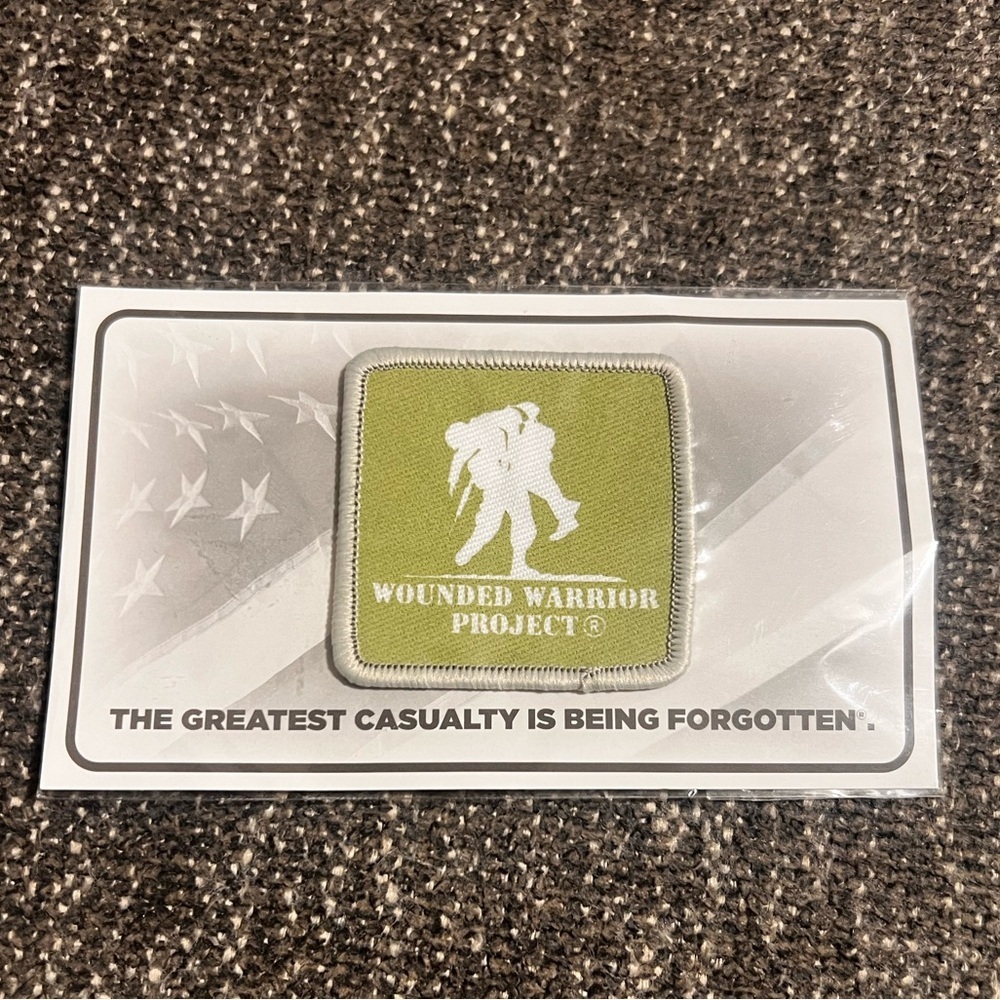 WOUNDED WARRIOR
PROJECT®
THE GREATEST CASUALTY IS BEING FORGOTTEN®.